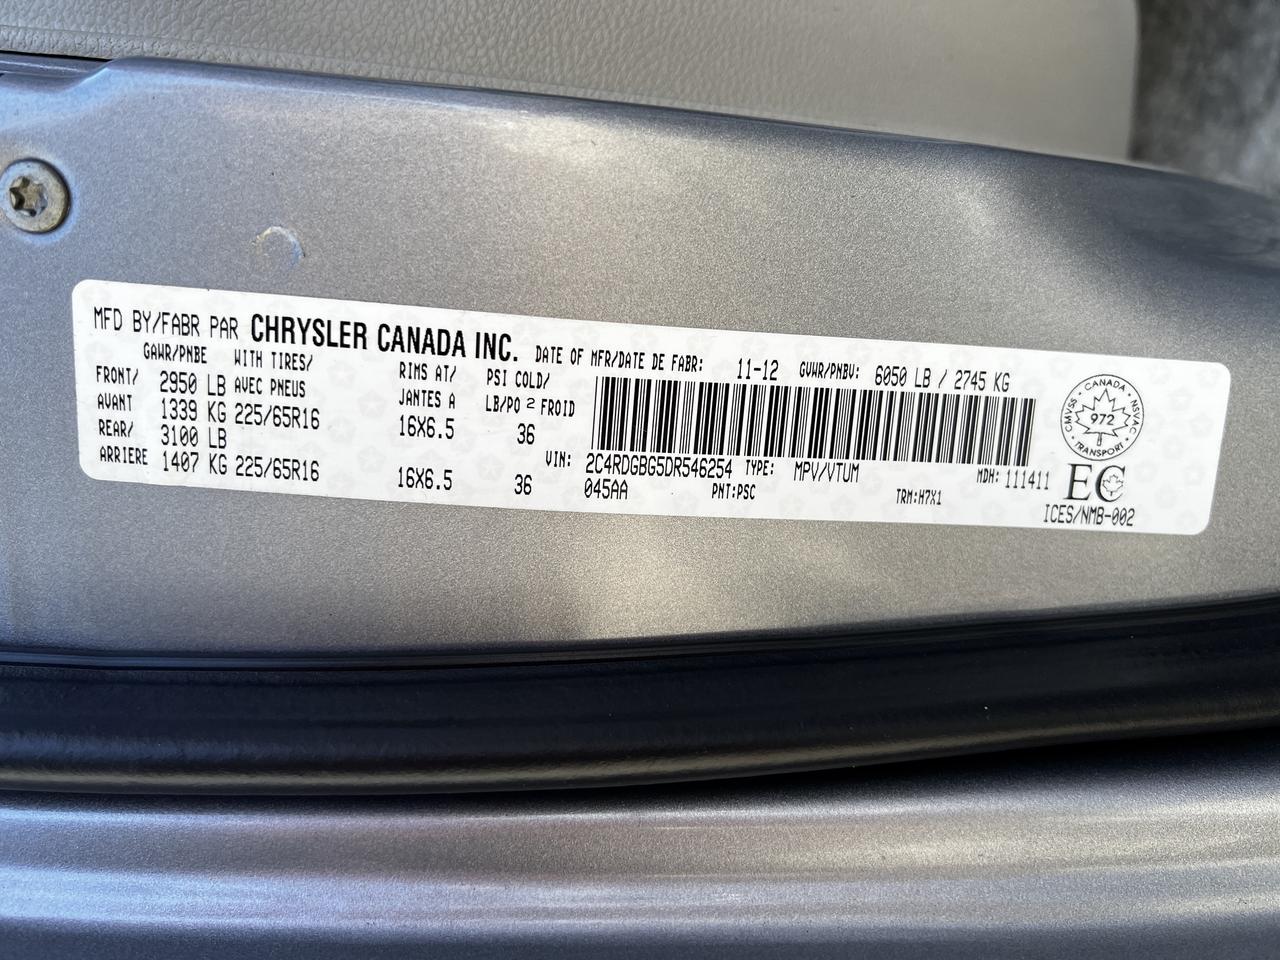 MFD BY/FABR PAR CHRYSLER CANADA INC. DATE OF MFR/DATE DE FABR: 11-12 GVWR/PNBV: 6050 LB / 2745 KG
GAWR/PNBE WITH TIRES/ RIMS AT/ PSI COLD/
FRONT/ 2950 LB AVEC PNEUS JANTES A LB/PO 2 FROID
AVANT 1339 KG 225/65R16 16X6.5 36
REAR/ 3100 LB
ARRIERE 1407 KG 225/65R16 16X6.5 36
VIN: 2C4RDGBG5DR546254 TYPE: MPV/VTUM MDH: 111411
045AA PNT:PSC TRM:H7X1
CANADA
CMVSS 972 NSVAC
TRANSPORT
EC
ICES/NMB-002